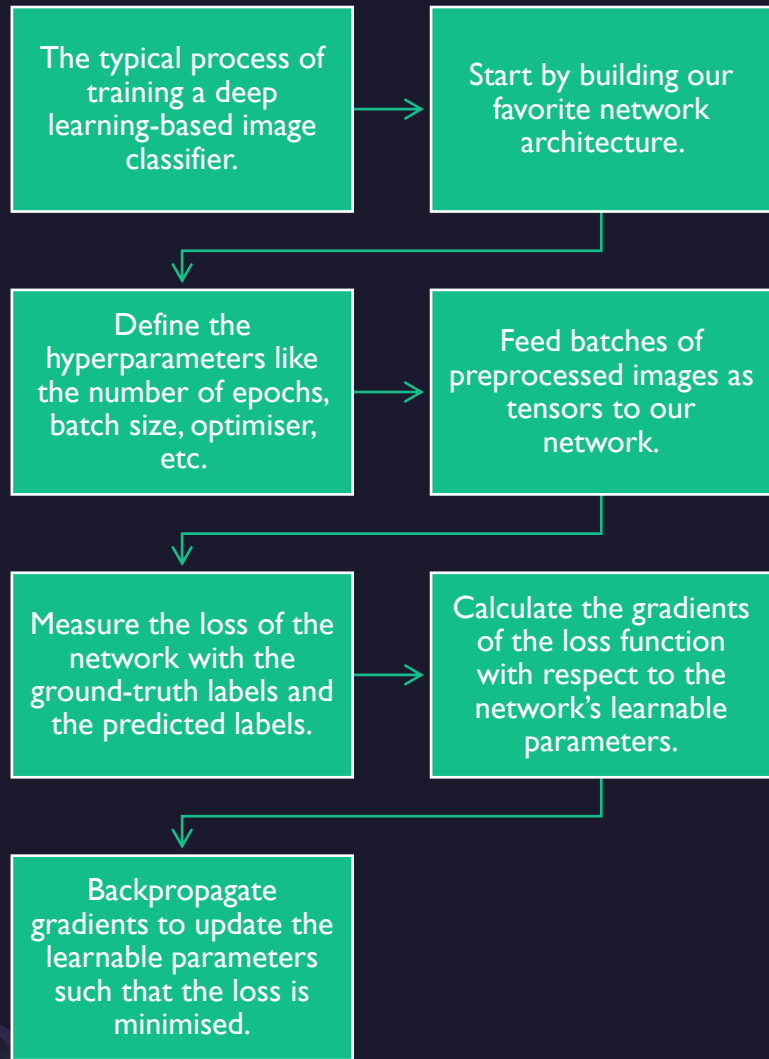 The typical process of
training a deep
learning-based image
classifier.
Start by building our
favorite network
architecture.
Define the
hyperparameters like
the number of epochs,
batch size, optimiser,
etc.
Feed batches of
preprocessed images as
tensors to our
network.
Measure the loss of the
network with the
ground-truth labels and
the predicted labels.
Calculate the gradients
of the loss function
with respect to the
network’s learnable
parameters.
Backpropagate
gradients to update the
learnable parameters
such that the loss is
minimised.